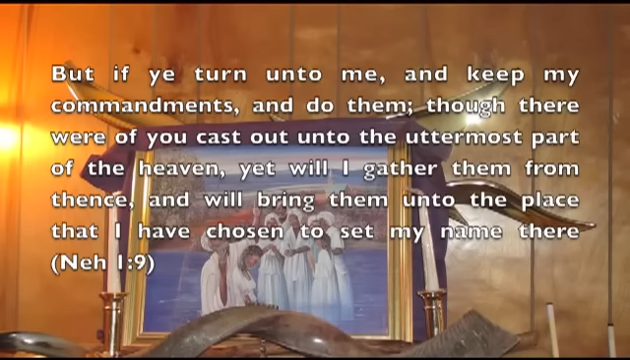 But if ye turn unto me, and keep my
commandments, and do them; though there
were of you cast out unto the uttermost part
of the heaven, yet will I gather them from
thence, and will bring them unto the place
that I have chosen to set my name there
(Neh 1:9)